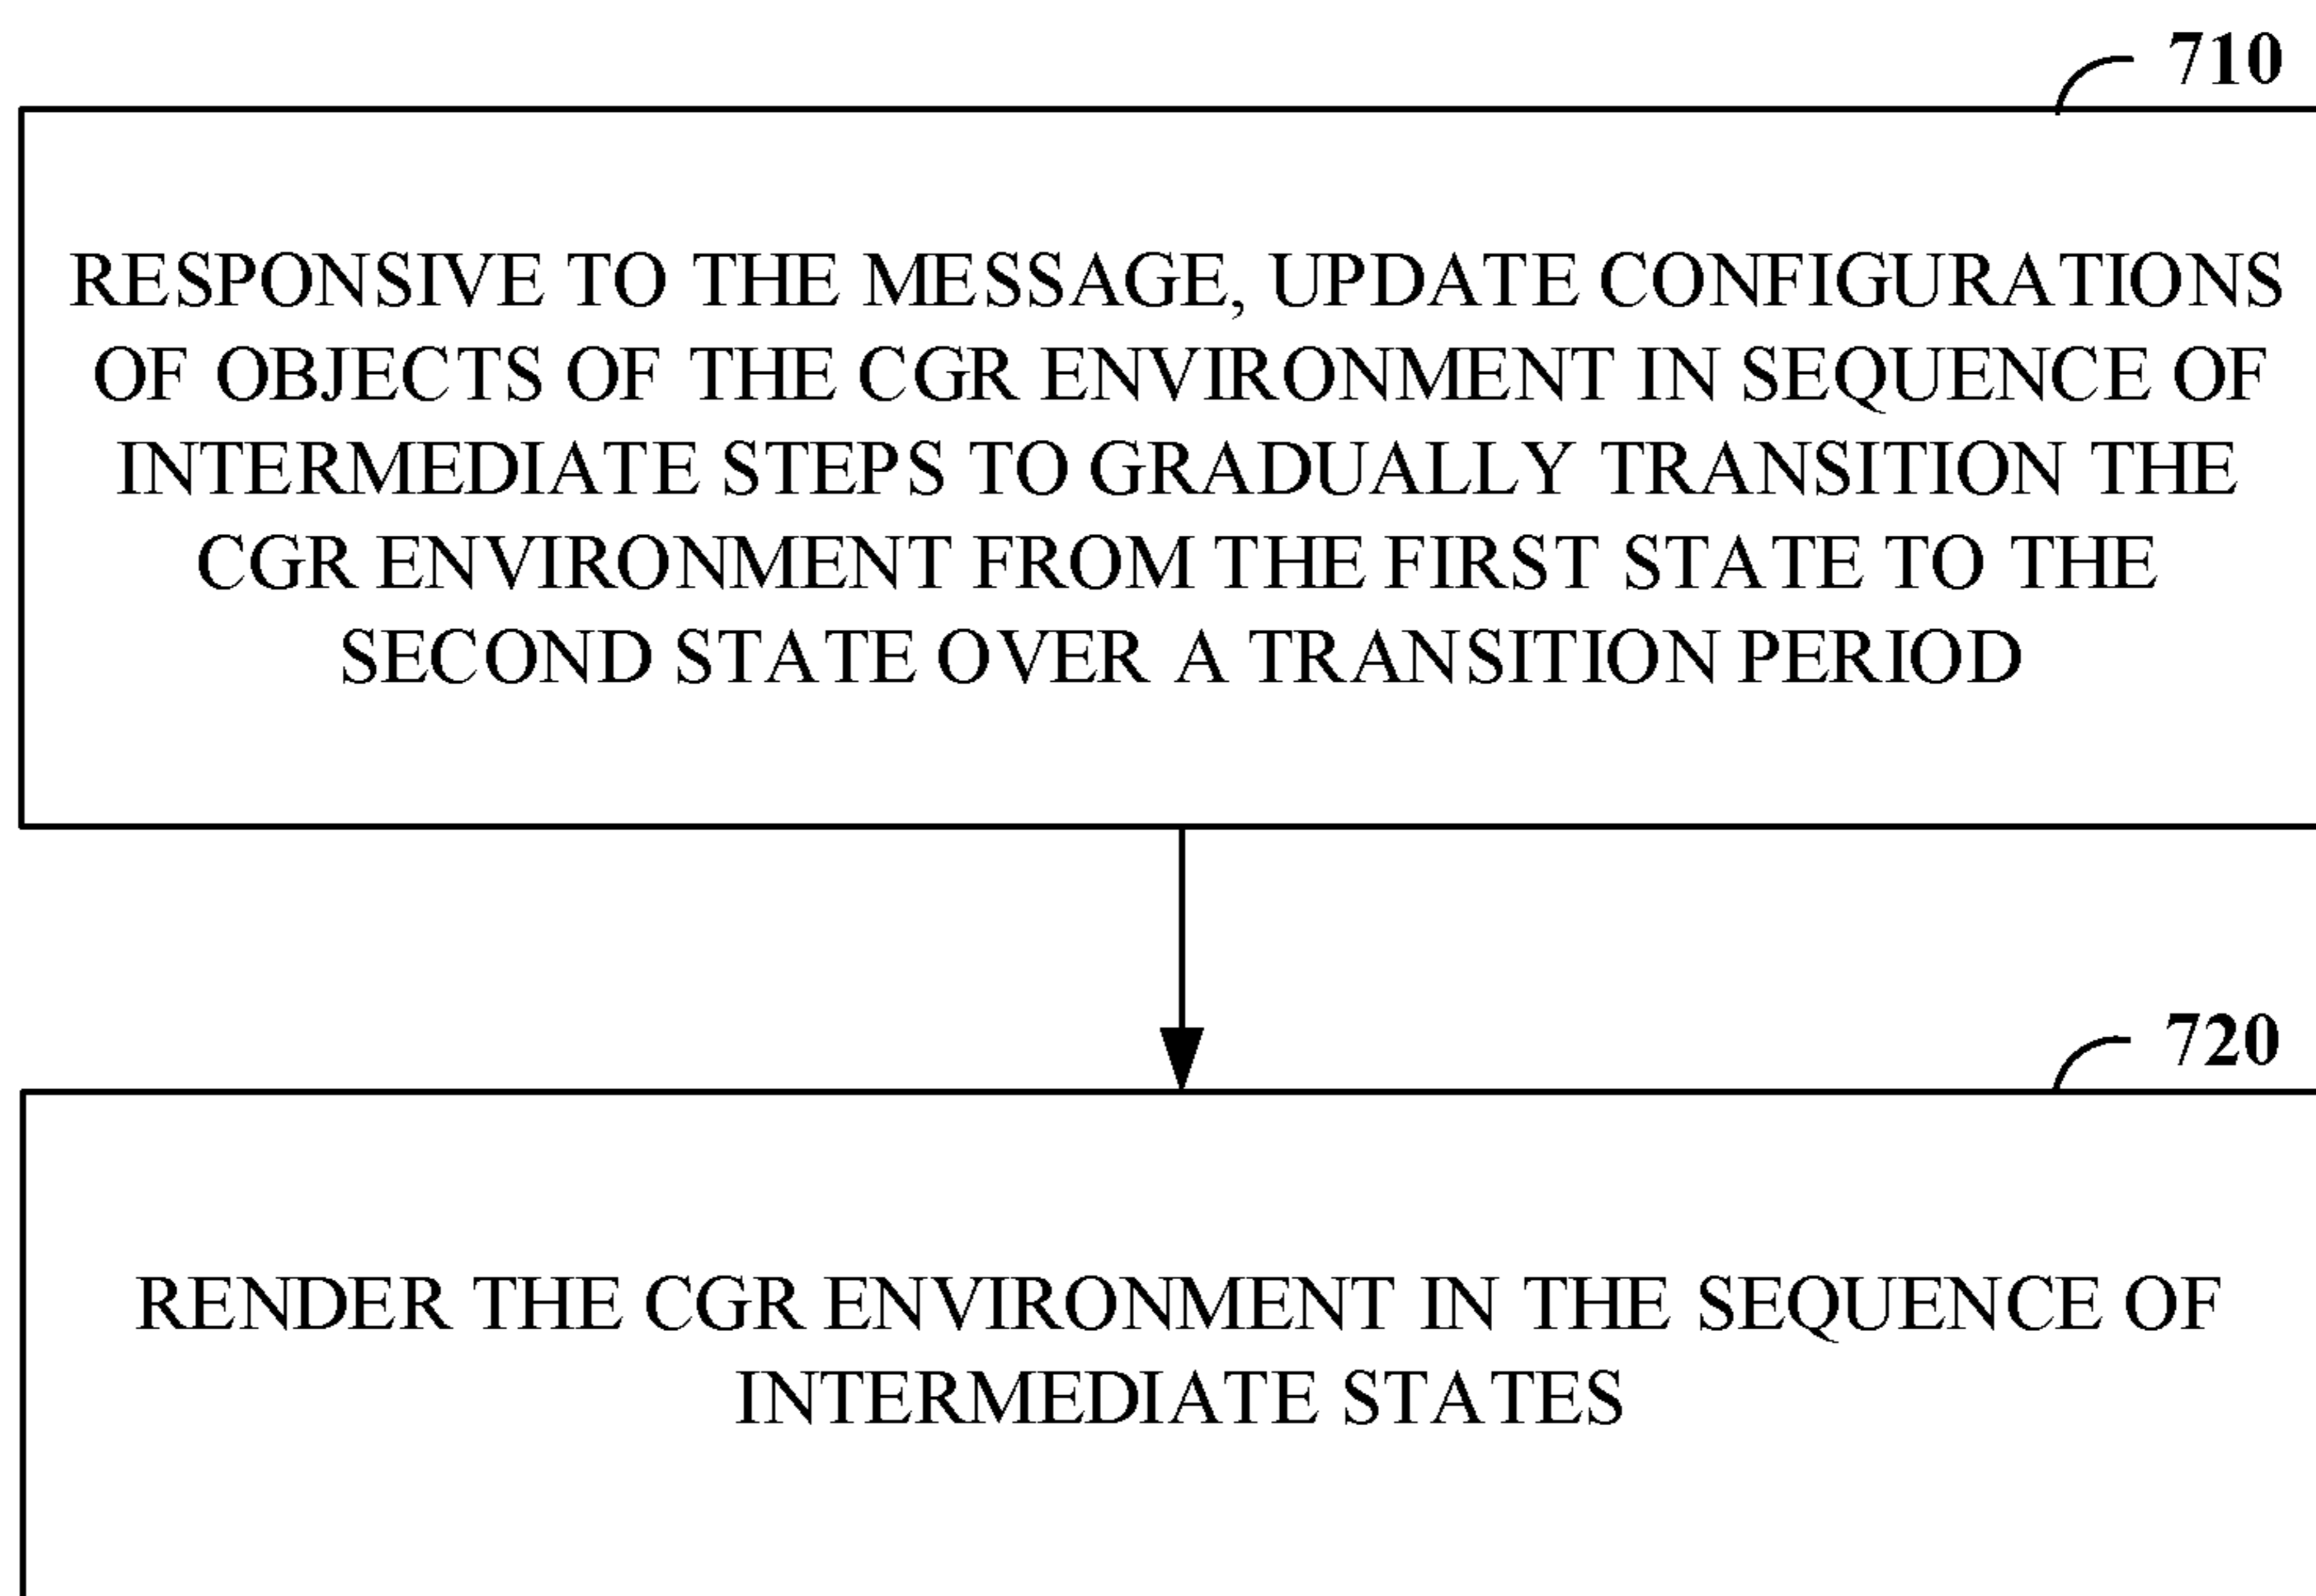 710
RESPONSIVE TO THE MESSAGE, UPDATE CONFIGURATIONS
OF OBJECTS OF THE CGR ENVIRONMENT IN SEQUENCE OF
INTERMEDIATE STEPS TO GRADUALLY TRANSITION THE
CGR ENVIRONMENT FROM THE FIRST STATE TO THE
SECOND STATE OVER A TRANSITION PERIOD
720
RENDER THE CGR ENVIRONMENT IN THE SEQUENCE OF
INTERMEDIATE STATES